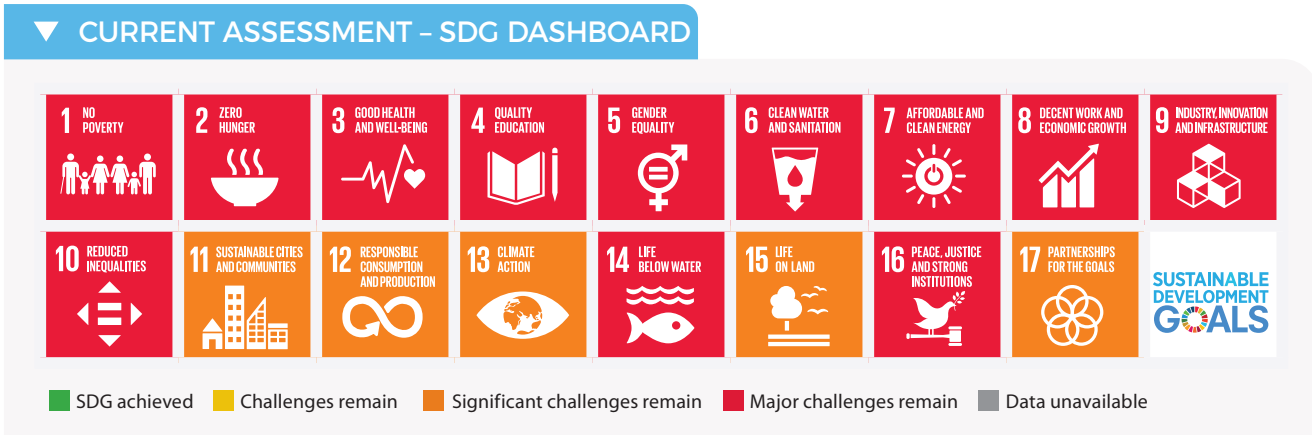 CURRENT ASSESSMENT – SDG DASHBOARD
1 NO
POVERTY
2 ZERO
HUNGER
3 GOOD HEALTH
AND WELL-BEING
4 QUALITY
EDUCATION
5 GENDER
EQUALITY
6 CLEAN WATER
AND SANITATION
7 AFFORDABLE AND
CLEAN ENERGY
8 DECENT WORK AND
ECONOMIC GROWTH
9 INDUSTRY, INNOVATION
AND INFRASTRUCTURE
10 REDUCED
INEQUALITIES
11 SUSTAINABLE CITIES
AND COMMUNITIES
12 RESPONSIBLE
CONSUMPTION
AND PRODUCTION
13 CLIMATE
ACTION
14 LIFE
BELOW WATER
15 LIFE
ON LAND
16 PEACE, JUSTICE
AND STRONG
INSTITUTIONS
17 PARTNERSHIPS
FOR THE GOALS
SUSTAINABLE
DEVELOPMENT
GOALS
SDG achieved Challenges remain Significant challenges remain Major challenges remain Data unavailable